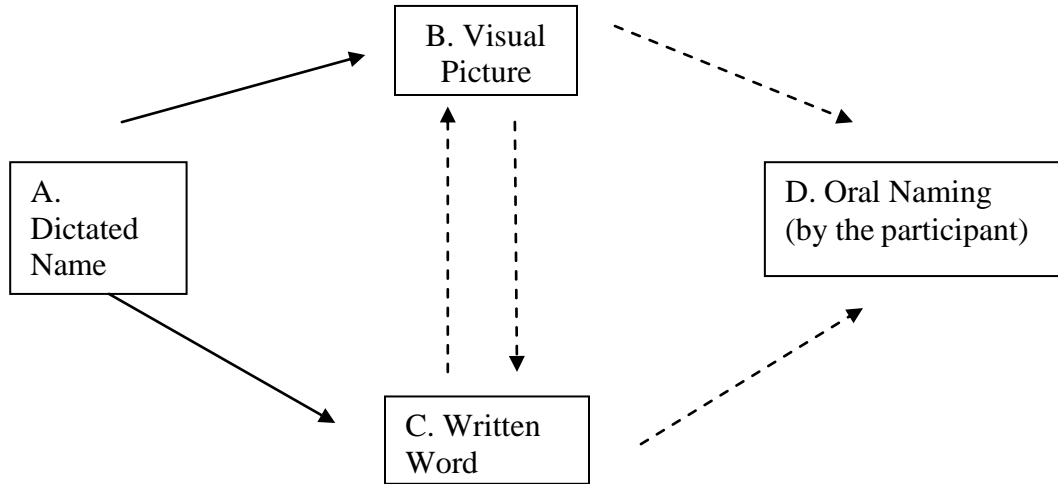 B. Visual
Picture
A.
Dictated
Name
D. Oral Naming
(by the participant)
C. Written
Word